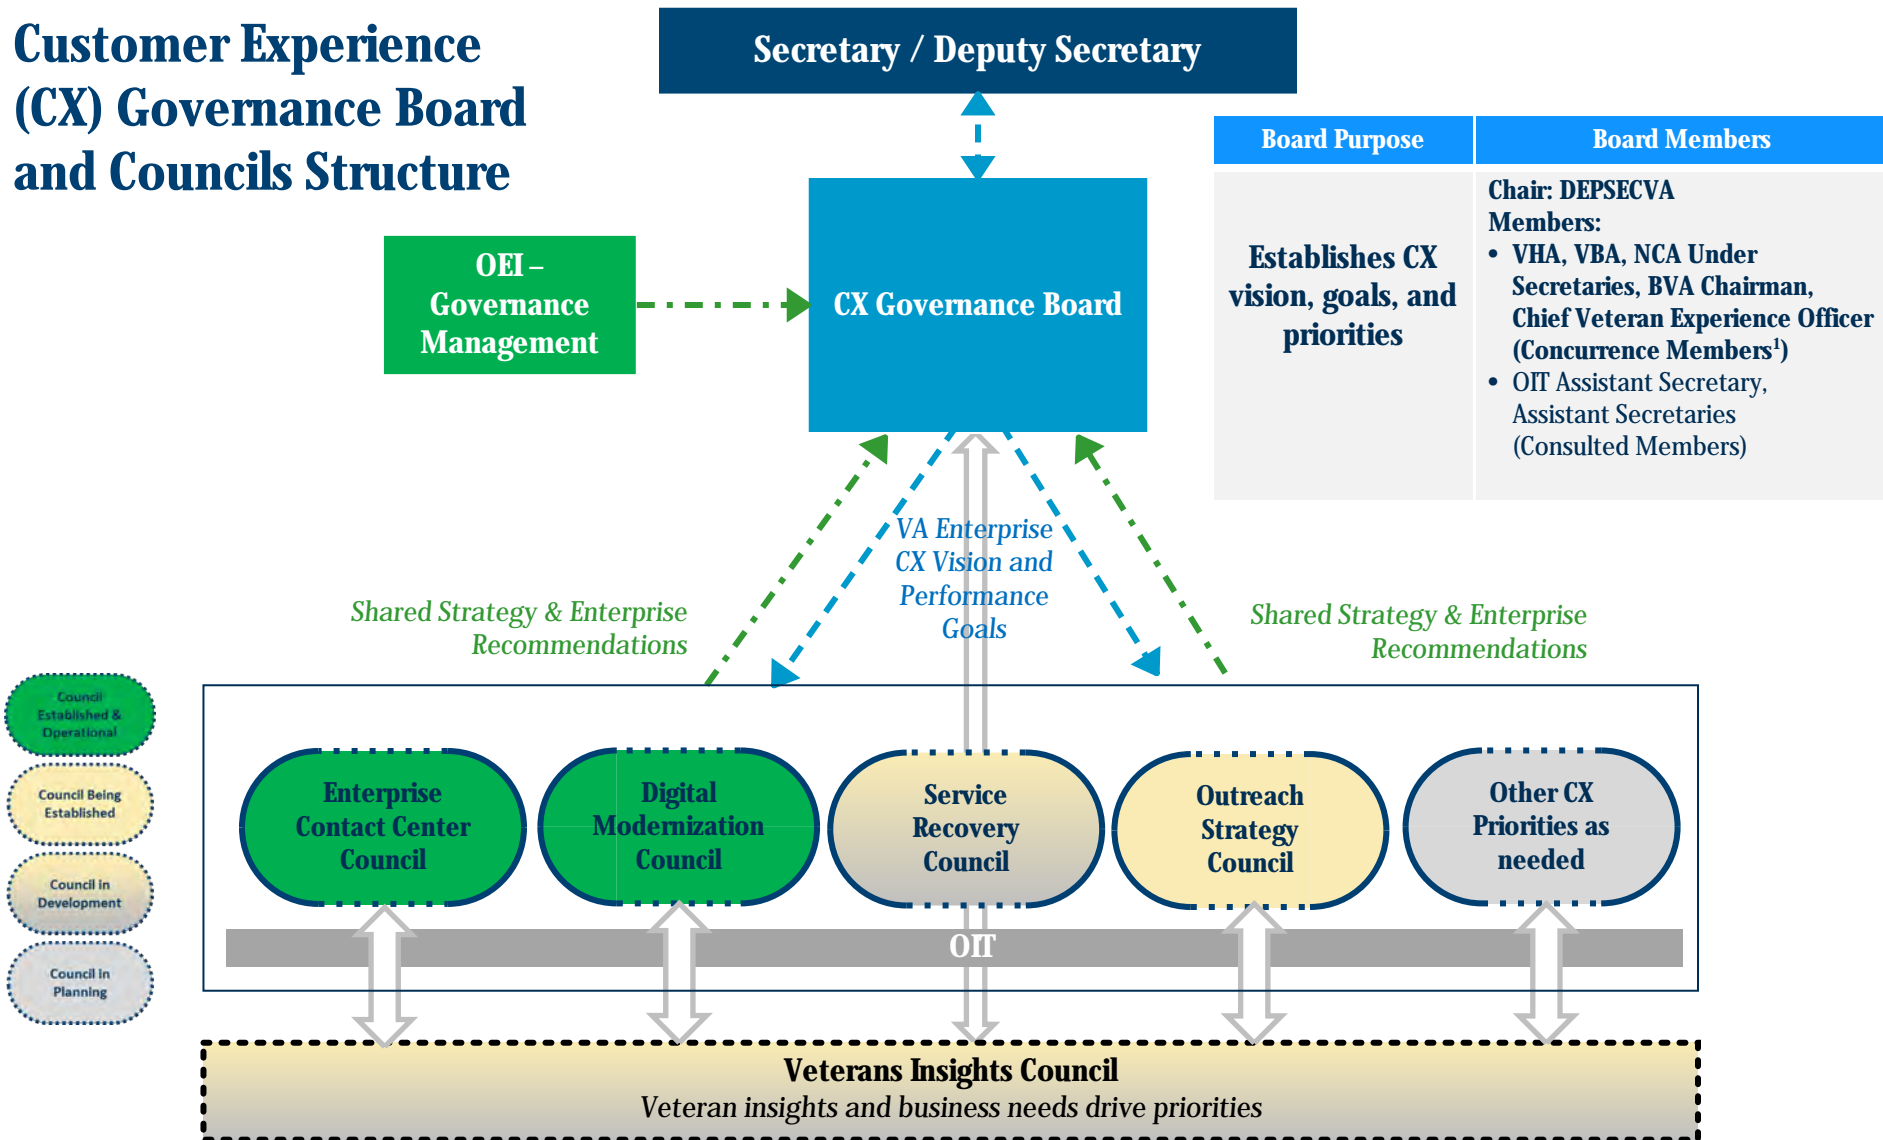 Customer Experience
(CX) Governance Board
and Councils Structure
Secretary / Deputy Secretary
OEI –
Governance
Management
CX Governance Board
Board Purpose
Board Members
Establishes CX
vision, goals, and
priorities
Chair: DEPSECVA
Members:
• VHA, VBA, NCA Under
Secretaries, BVA Chairman,
Chief Veteran Experience Officer
(Concurrence Members¹)
• OIT Assistant Secretary,
Assistant Secretaries
(Consulted Members)
VA Enterprise
CX Vision and
Performance
Goals
Shared Strategy & Enterprise
Recommendations
Shared Strategy & Enterprise
Recommendations
Council
Established &
Operational
Council Being
Established
Council in
Development
Council in
Planning
Enterprise
Contact Center
Council
Digital
Modernization
Council
Service
Recovery
Council
Outreach
Strategy
Council
Other CX
Priorities as
needed
OIT
Veterans Insights Council
Veteran insights and business needs drive priorities